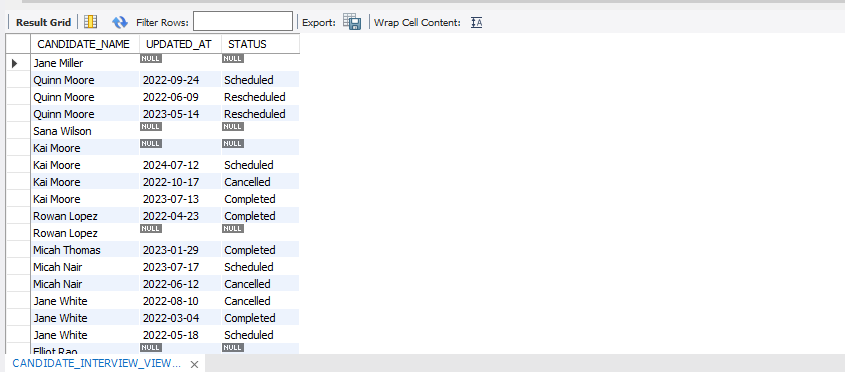 Result Grid Filter Rows: Export: Wrap Cell Content: IA
CANDIDATE_NAME UPDATED_AT STATUS
Jane Miller NULL NULL
Quinn Moore 2022-09-24 Scheduled
Quinn Moore 2022-06-09 Rescheduled
Quinn Moore 2023-05-14 Rescheduled
Sana Wilson NULL NULL
Kai Moore NULL NULL
Kai Moore 2024-07-12 Scheduled
Kai Moore 2022-10-17 Cancelled
Kai Moore 2023-07-13 Completed
Rowan Lopez 2022-04-23 Completed
Rowan Lopez NULL NULL
Micah Thomas 2023-01-29 Completed
Micah Nair 2023-07-17 Scheduled
Micah Nair 2022-06-12 Cancelled
Jane White 2022-08-10 Cancelled
Jane White 2022-03-04 Completed
Jane White 2022-05-18 Scheduled
Elliot Rao NULL NULL
CANDIDATE_INTERVIEW_VIEW...